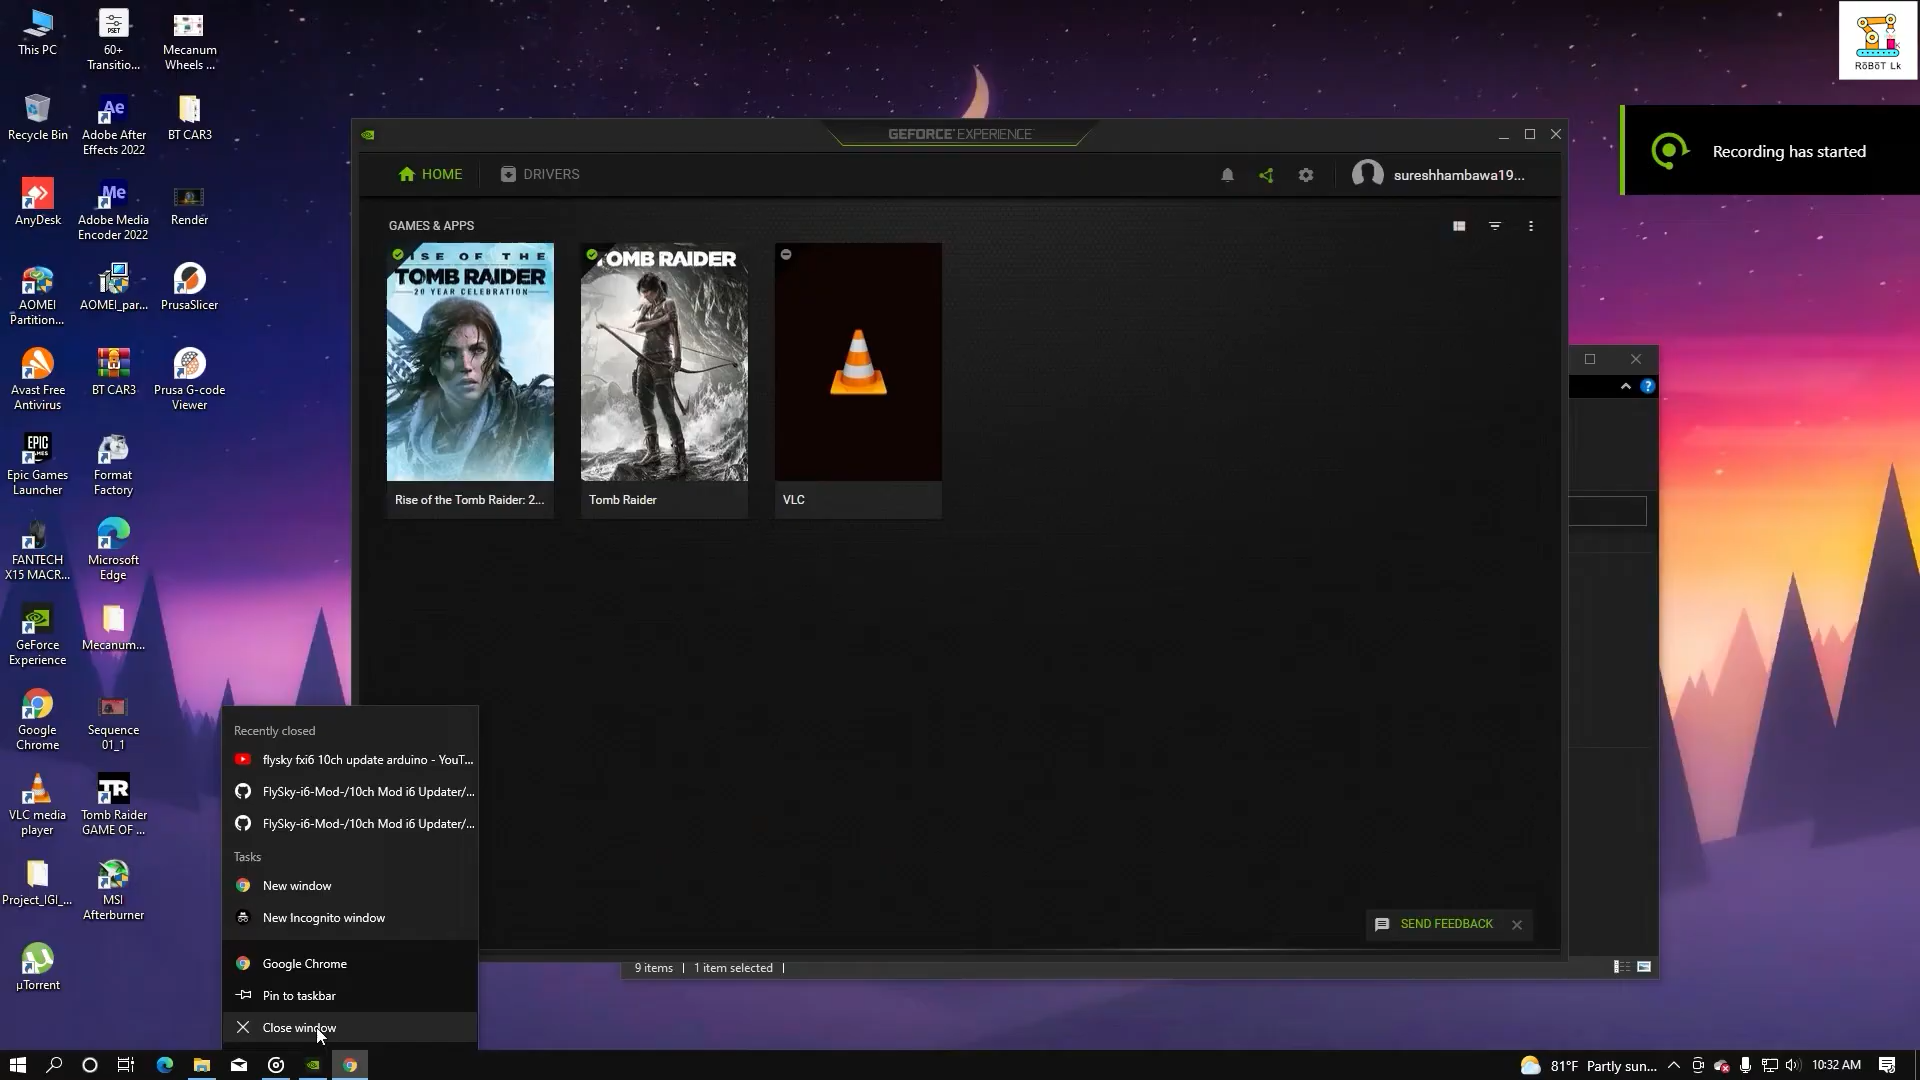 This PC
60+
Transitio...
PSET
Mecanum
Wheels ...
Recycle Bin
Adobe After
Effects 2022
BT CAR3
AnyDesk
Adobe Media
Encoder 2022
Render
AOMEI
Partition...
AOMEI_par...
PrusaSlicer
Avast Free
Antivirus
BT CAR3
Prusa G-code
Viewer
EPIC
GAMES
Epic Games
Launcher
Format
Factory
FANTECH
X15 MACR...
Microsoft
Edge
GeForce
Experience
Mecanum...
Google
Chrome
Sequence
01_1
VLC media
player
TR
Tomb Raider
GAME OF ...
Project_IGI_...
MSI
Afterburner
µTorrent
GEFORCE EXPERIENCE
HOME
DRIVERS
sureshhambawa19...
GAMES & APPS
RISE OF THE
TOMB RAIDER
20 YEAR CELEBRATION
Rise of the Tomb Raider: 2...
TOMB RAIDER
Tomb Raider
VLC
SEND FEEDBACK
9 items
1 item selected
RōBōT Lk
Recording has started
Recently closed
flysky fxi6 10ch update arduino - YouT...
FlySky-i6-Mod-/10ch Mod i6 Updater/...
FlySky-i6-Mod-/10ch Mod i6 Updater/...
Tasks
New window
New Incognito window
Google Chrome
Pin to taskbar
Close window
81°F Partly sun...
10:32 AM